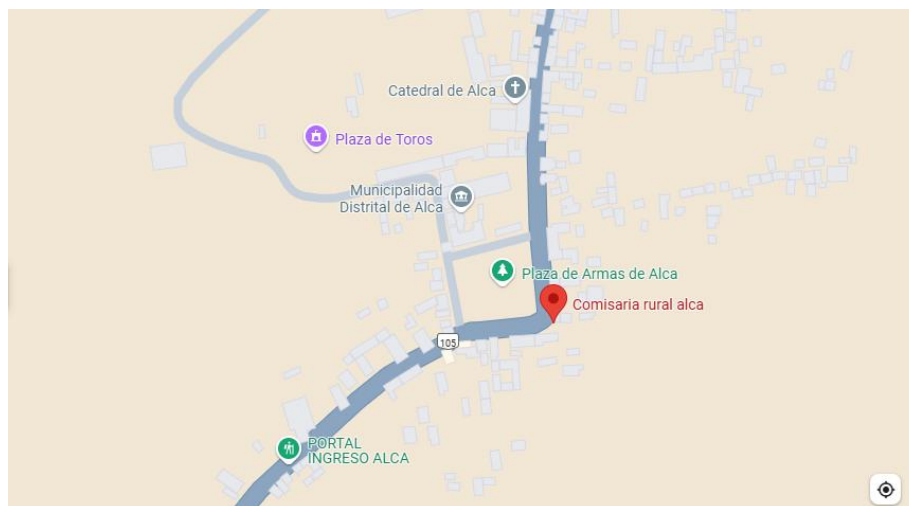 Catedral de Alca
Plaza de Toros
Municipalidad
Distrital de Alca
Plaza de Armas de Alca
Comisaria rural alca
105
PORTAL
INGRESO ALCA